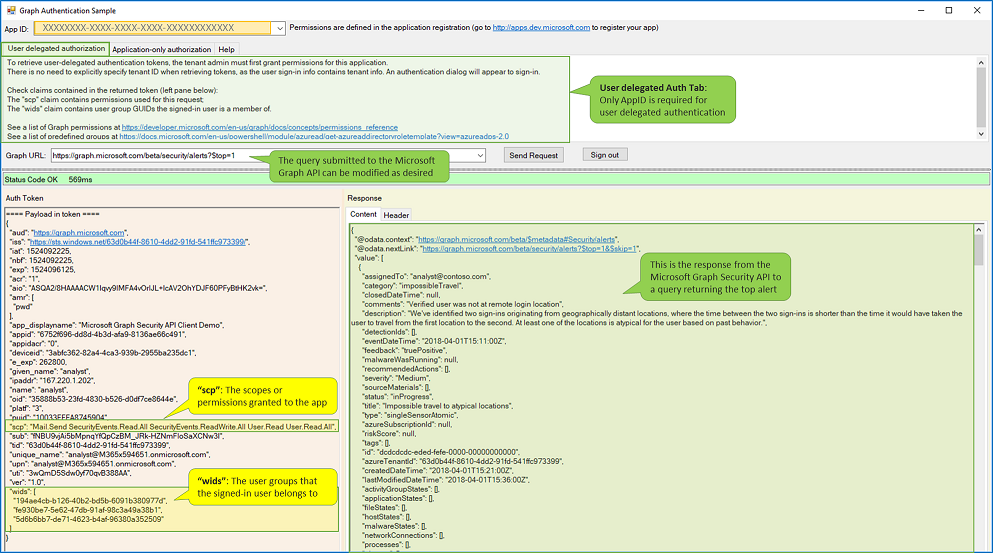 Graph Authentication Sample
App ID: XXXXXXXX-XXXX-XXXX-XXXX-XXXXXXXXXXXX Permissions are defined in the application registration (go to http://apps.dev.microsoft.com to register your app)
User delegated authorization Application-only authorization Help
To retrieve user-delegated authentication tokens, the tenant admin must first grant permissions for this application.
There is no need to explicitly specify tenant ID when retrieving tokens, as the user sign-in info contains tenant info. An authentication dialog will appear to sign-in.
Check claims contained in the returned token (left pane below):
The "scp" claim contains permissions used for this request;
The "wids" claim contains user group GUIDs the signed-in user is a member of.
See a list of Graph permissions at https://developer.microsoft.com/en-us/graph/docs/concepts/permissions_reference
See a list of predefined groups at https://docs.microsoft.com/en-us/powershell/module/azuread/get-azureaddirectoryroletemplate?view=azureadps-2.0
User delegated Auth Tab:
Only AppID is required for
user delegated authentication
Graph URL: https://graph.microsoft.com/beta/security/alerts?$top=1 Send Request Sign out
The query submitted to the Microsoft
Graph API can be modified as desired
Status Code OK 569ms
Auth Token
==== Payload in token ====
{
"aud": "https://graph.microsoft.com",
"iss": "https://sts.windows.net/63d0b44f-8610-4dd2-91fd-541ffc973399/",
"iat": 1524092225,
"nbf": 1524092225,
"exp": 1524096125,
"acr": "1",
"aio": "ASQA2/8HAAAACW1Iqvy9IMFA4vOrlJL+IcAV2OhYDJF60PFyBtHK2vk=",
"amr": [
"pwd"
],
"app_displayname": "Microsoft Graph Security API Client Demo",
"appid": "6752f696-dd8d-4b3d-afa9-8136ae66c491",
"appidacr": "0",
"deviceid": "3abfc362-82a4-4ca3-939b-2955ba235dc1",
"e_exp": 262800,
"given_name": "analyst",
"ipaddr": "167.220.1.202",
"name": "analyst",
"oid": "35888b53-23fd-4830-b526-d0df7ce8644e",
"platf": "3",
"puid": "10033FFFA8745904",
"scp": "Mail.Send SecurityEvents.Read.All SecurityEvents.ReadWrite.All User.Read User.Read.All",
"sub": "fNBU9vjAi5bMpnqYfQpCzBM_JRk-HZNmFIoSaXCNw3I",
"tid": "63d0b44f-8610-4dd2-91fd-541ffc973399",
"unique_name": "analyst@M365x594651.onmicrosoft.com",
"upn": "analyst@M365x594651.onmicrosoft.com",
"uti": "3wQmD5Sdw0yf70qvB388AA",
"ver": "1.0",
"wids": [
"194ae4cb-b126-40b2-bd5b-6091b380977d",
"fe930be7-5e62-47db-91af-98c3a49a38b1",
"5d6b6bb7-de71-4623-b4af-96380a352509"
]
}
"scp": The scopes or
permissions granted to the app
"wids": The user groups that
the signed-in user belongs to
Response
Content Header
{
"@odata.context": "https://graph.microsoft.com/beta/$metadata#Security/alerts",
"@odata.nextLink": "https://graph.microsoft.com/beta/security/alerts?$top=1&$skip=1",
"value": [
{
"assignedTo": "analyst@contoso.com",
"category": "impossibleTravel",
"closedDateTime": null,
"comments": "Verified user was not at remote login location",
"description": "We've identified two sign-ins originating from geographically distant locations, where the time between the two sign-ins is shorter than the time it would have taken the
user to travel from the first location to the second. At least one of the locations is atypical for the user based on past behavior.",
"detectionIds": [],
"eventDateTime": "2018-04-01T15:11:00Z",
"feedback": "truePositive",
"malwareWasRunning": null,
"recommendedActions": [],
"severity": "Medium",
"sourceMaterials": [],
"status": "inProgress",
"title": "Impossible travel to atypical locations",
"type": "singleSensorAtomic",
"azureSubscriptionId": null,
"riskScore": null,
"tags": [],
"id": "dcdcdcdc-eded-fefe-0000-00000000000",
"azureTenantId": "63d0b44f-8610-4dd2-91fd-541ffc973399",
"createdDateTime": "2018-04-01T15:21:00Z",
"lastModifiedDateTime": "2018-04-01T15:36:00Z",
"activityGroupStates": [],
"applicationStates": [],
"fileStates": [],
"hostStates": [],
"malwareStates": [],
"networkConnections": [],
"processes": [],
This is the response from the
Microsoft Graph Security API to
a query returning the top alert